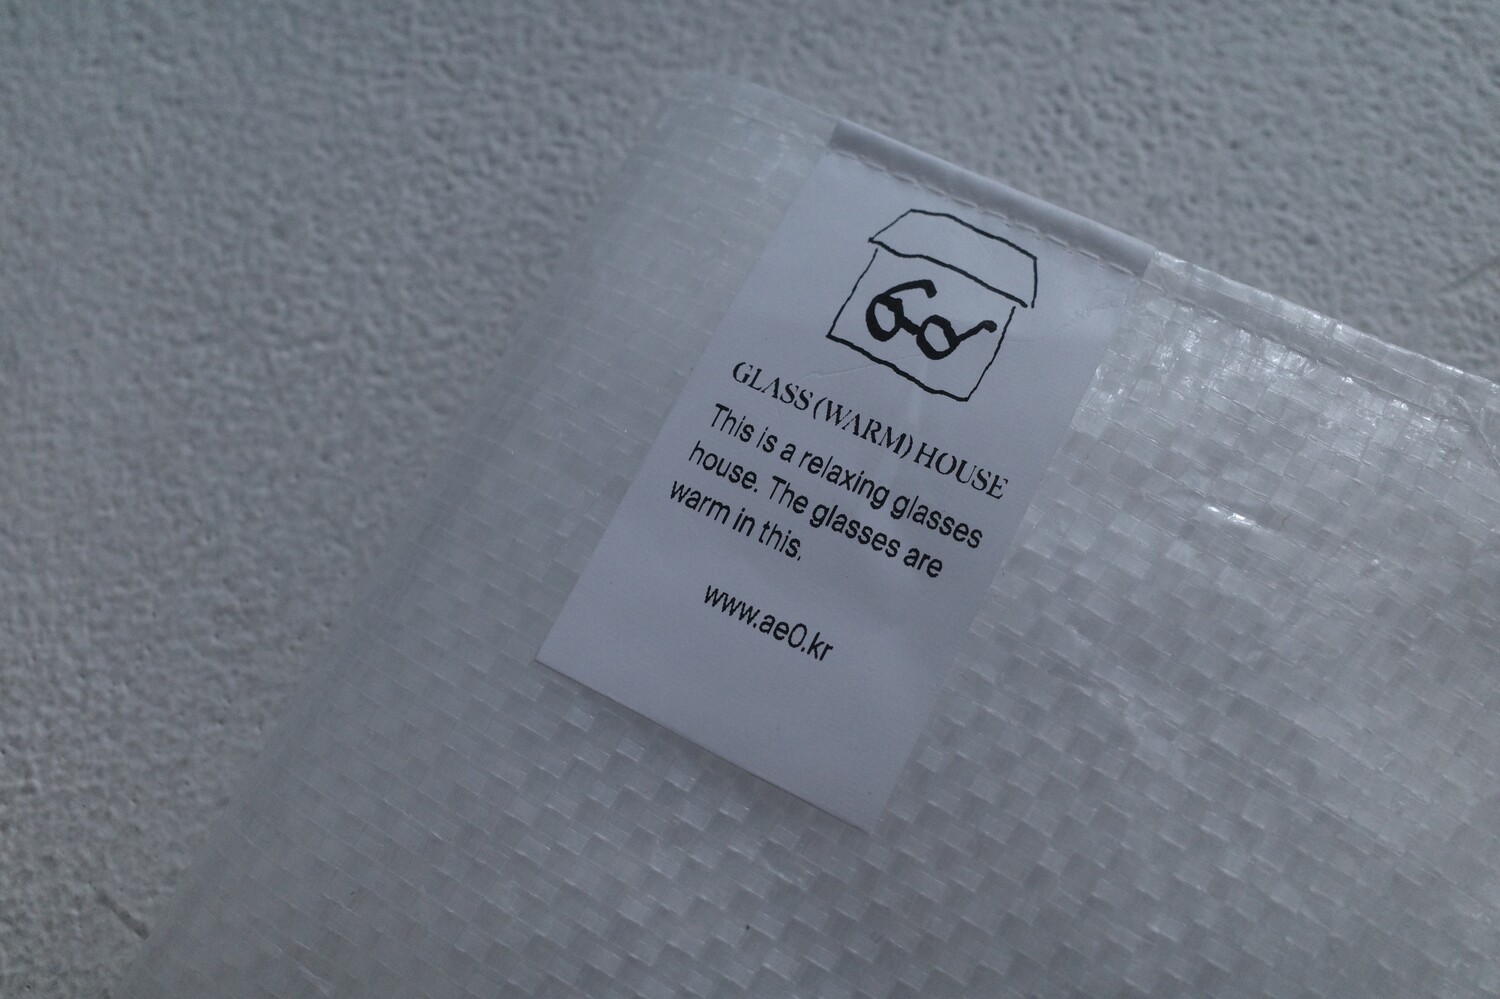 GLASS (WARM) HOUSE
This is a relaxing glasses
house. The glasses are
warm in this.
www.ae0.kr